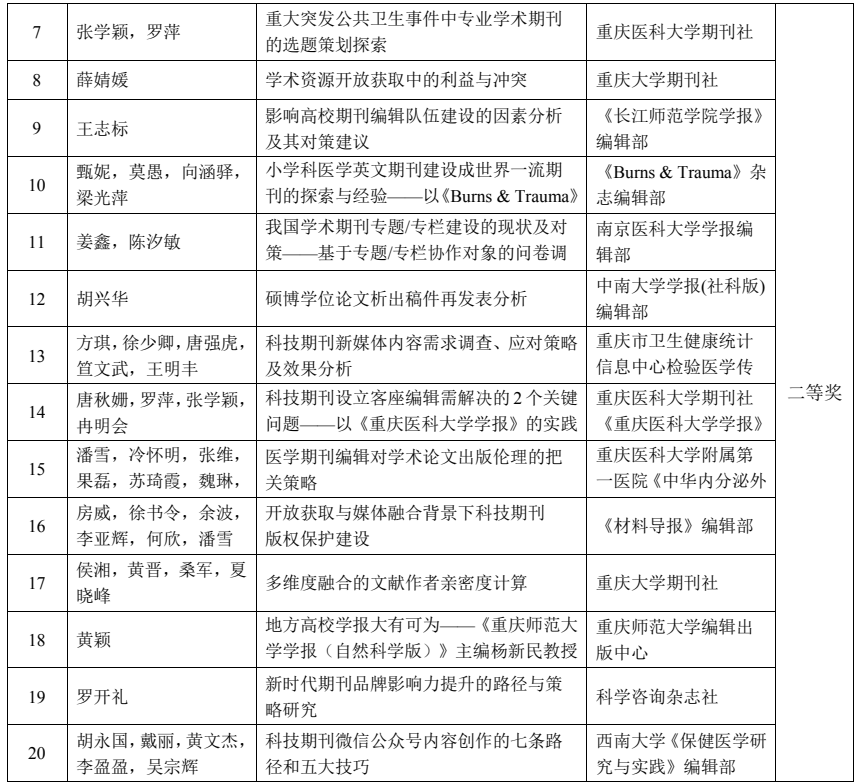 7
张学颖，罗萍
重大突发公共卫生事件中专业学术期刊
的选题策划探索
重庆医科大学期刊社
8
薛婧媛
学术资源开放获取中的利益与冲突
重庆大学期刊社
9
王志标
影响高校期刊编辑队伍建设的因素分析
及其对策建议
《长江师范学院学报》
编辑部
10
甄妮，莫愚，向涵驿，
梁光萍
小学科医学英文期刊建设成世界一流期
刊的探索与经验——以《Burns & Trauma》
《Burns & Trauma》杂
志编辑部
11
姜鑫，陈汐敏
我国学术期刊专题/专栏建设的现状及对
策——基于专题/专栏协作对象的问卷调
南京医科大学学报编
辑部
12
胡兴华
硕博学位论文析出稿件再发表分析
中南大学学报(社科版)
编辑部
13
方琪，徐少卿，唐强虎，
笪文武，王明丰
科技期刊新媒体内容需求调查、应对策略
及效果分析
重庆市卫生健康统计
信息中心检验医学传
14
唐秋姗，罗萍，张学颖，
冉明会
科技期刊设立客座编辑需解决的 2 个关键
问题——以《重庆医科大学学报》的实践
重庆医科大学期刊社
《重庆医科大学学报》
二等奖
15
潘雪，冷怀明，张维，
果磊，苏琦霞，魏琳，
医学期刊编辑对学术论文出版伦理的把
关策略
重庆医科大学附属第
一医院《中华内分泌外
16
房威，徐书令，余波，
李亚辉，何欣，潘雪
开放获取与媒体融合背景下科技期刊
版权保护建设
《材料导报》编辑部
17
侯湘，黄晋，桑军，夏
晓峰
多维度融合的文献作者亲密度计算
重庆大学期刊社
18
黄颖
地方高校学报大有可为——《重庆师范大
学学报（自然科学版）》主编杨新民教授
重庆师范大学编辑出
版中心
19
罗开礼
新时代期刊品牌影响力提升的路径与策
略研究
科学咨询杂志社
20
胡永国，戴丽，黄文杰，
李盈盈，吴宗辉
科技期刊微信公众号内容创作的七条路
径和五大技巧
西南大学《保健医学研
究与实践》编辑部